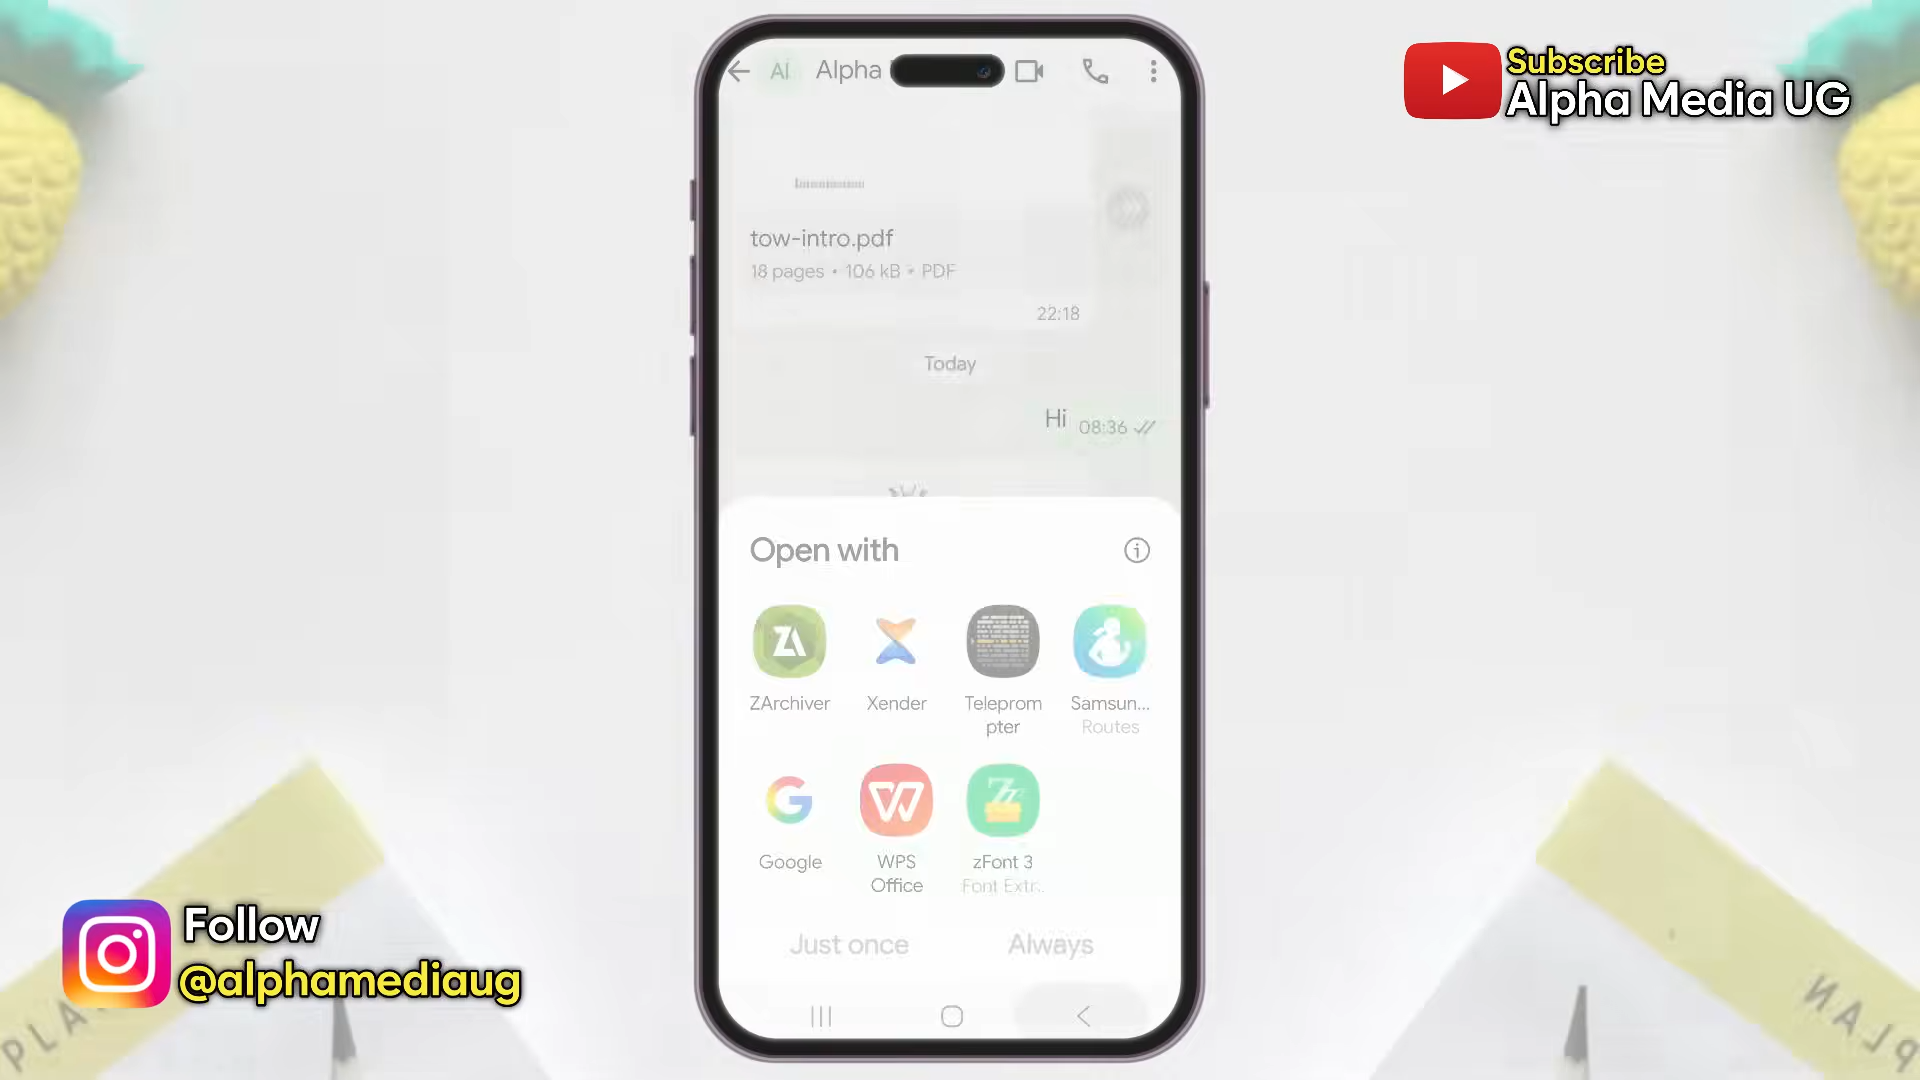 Subscribe
Alpha Media UG
AI Alpha
tow-intro.pdf
18 pages • 106 kB • PDF
22:18
Today
Hi 08:36
Open with
ZArchiver
Xender
Teleprom
pter
Samsun...
Routes
Google
WPS
Office
zFont 3
Font Extr..
Just once
Always
Follow
@alphamediaug
PLA
PLAN